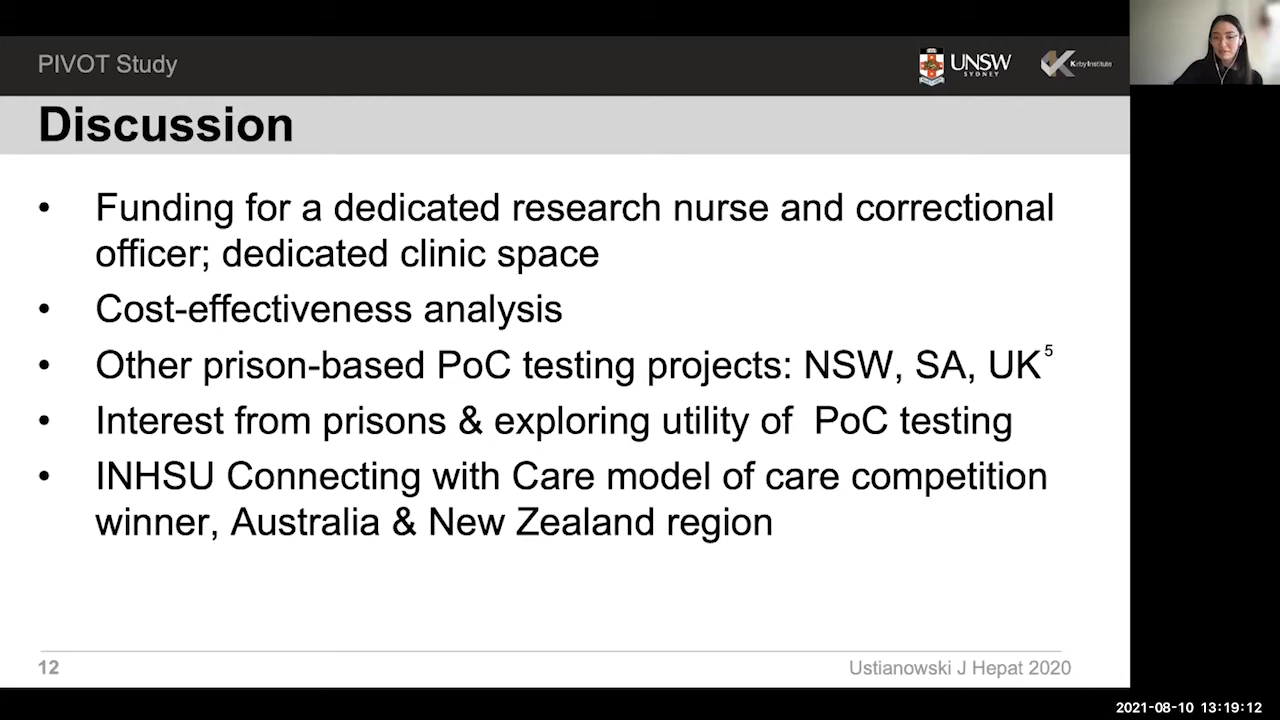 PIVOT Study
UNSW
SYDNEY
Kirby Institute
Discussion
• Funding for a dedicated research nurse and correctional
officer; dedicated clinic space
• Cost-effectiveness analysis
• Other prison-based PoC testing projects: NSW, SA, UK⁵
• Interest from prisons & exploring utility of PoC testing
• INHSU Connecting with Care model of care competition
winner, Australia & New Zealand region
12
Ustianowski J Hepat 2020
2021-08-10 13:19:12